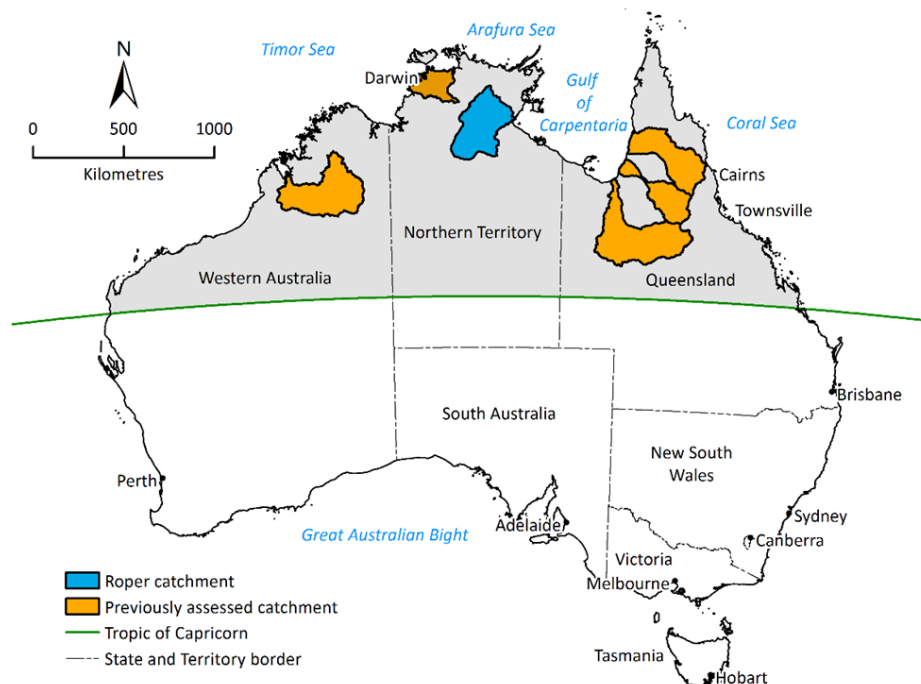 Arafura Sea
Timor Sea
N
Darwin
Gulf
of
Carpentaria
Coral Sea
0 500 1000
Kilometres
Cairns
Townsville
Northern Territory
Western Australia
Queensland
Brisbane
South Australia
New South
Wales
Perth
Sydney
Adelaide
Great Australian Bight
Canberra
Victoria
Melbourne
Roper catchment
Previously assessed catchment
Tropic of Capricorn
State and Territory border
Tasmania
Hobart